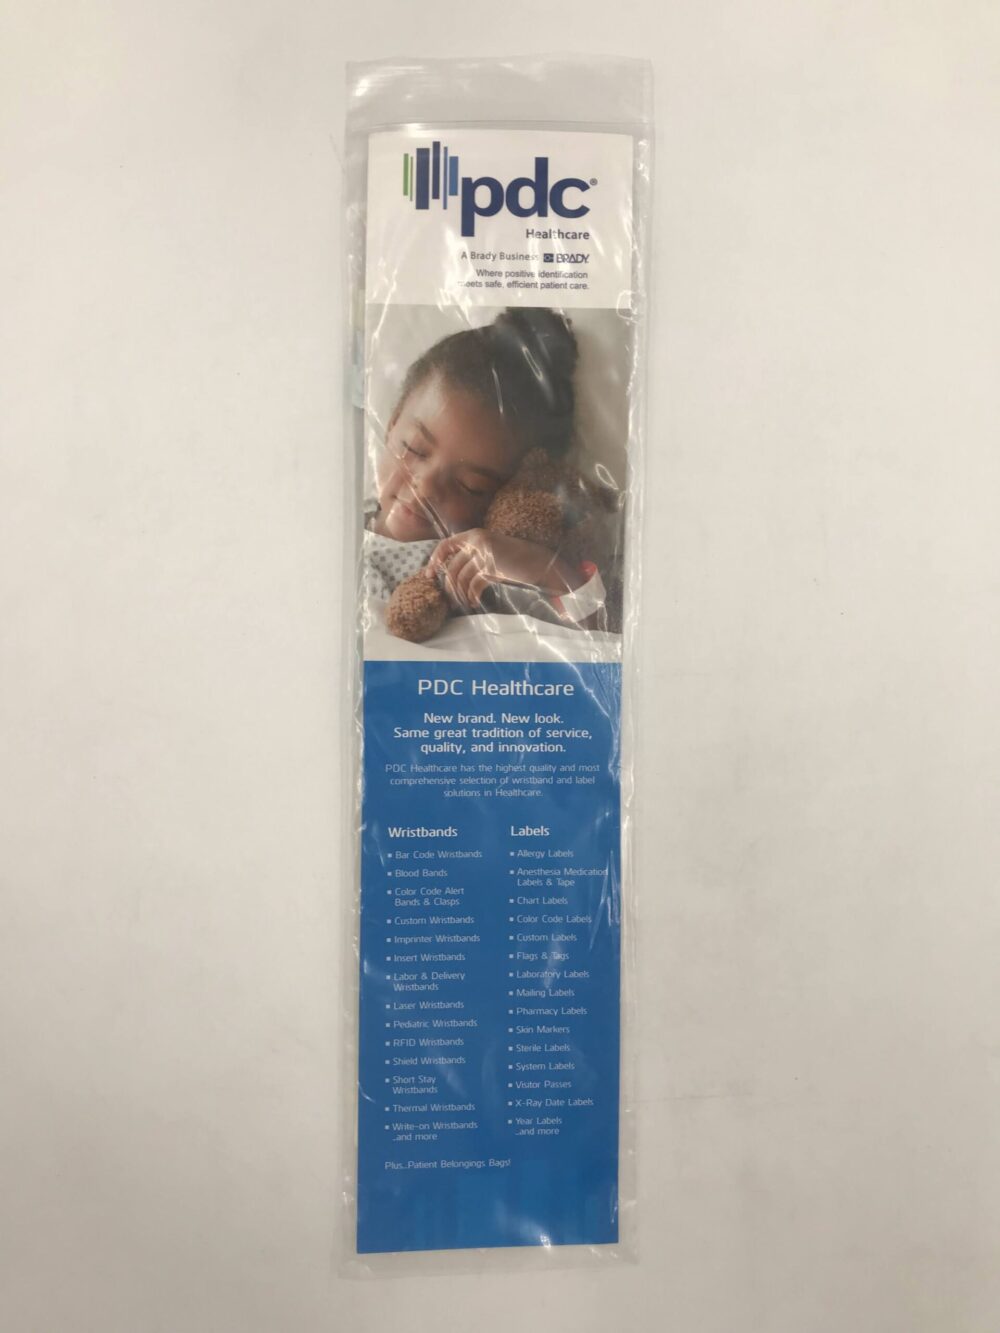 pdc®
Healthcare
A Brady Business BRADY
Where positive identification
meets safe, efficient patient care.
PDC Healthcare
New brand. New look.
Same great tradition of service,
quality, and innovation.
PDC Healthcare has the highest quality and most
comprehensive selection of wristband and label
solutions in Healthcare.
Wristbands
▪ Bar Code Wristbands
▪ Blood Bands
▪ Color Code Alert
Bands & Clasps
▪ Custom Wristbands
▪ Imprinter Wristbands
▪ Insert Wristbands
▪ Labor & Delivery
Wristbands
▪ Laser Wristbands
▪ Pediatric Wristbands
▪ RFID Wristbands
▪ Shield Wristbands
▪ Short Stay
Wristbands
▪ Thermal Wristbands
▪ Write-on Wristbands
...and more
Labels
▪ Allergy Labels
▪ Anesthesia Medication
Labels & Tape
▪ Chart Labels
▪ Color Code Labels
▪ Custom Labels
▪ Flags & Tags
▪ Laboratory Labels
▪ Mailing Labels
▪ Pharmacy Labels
▪ Skin Markers
▪ Sterile Labels
▪ System Labels
▪ Visitor Passes
▪ X-Ray Date Labels
▪ Year Labels
...and more
Plus...Patient Belongings Bags!